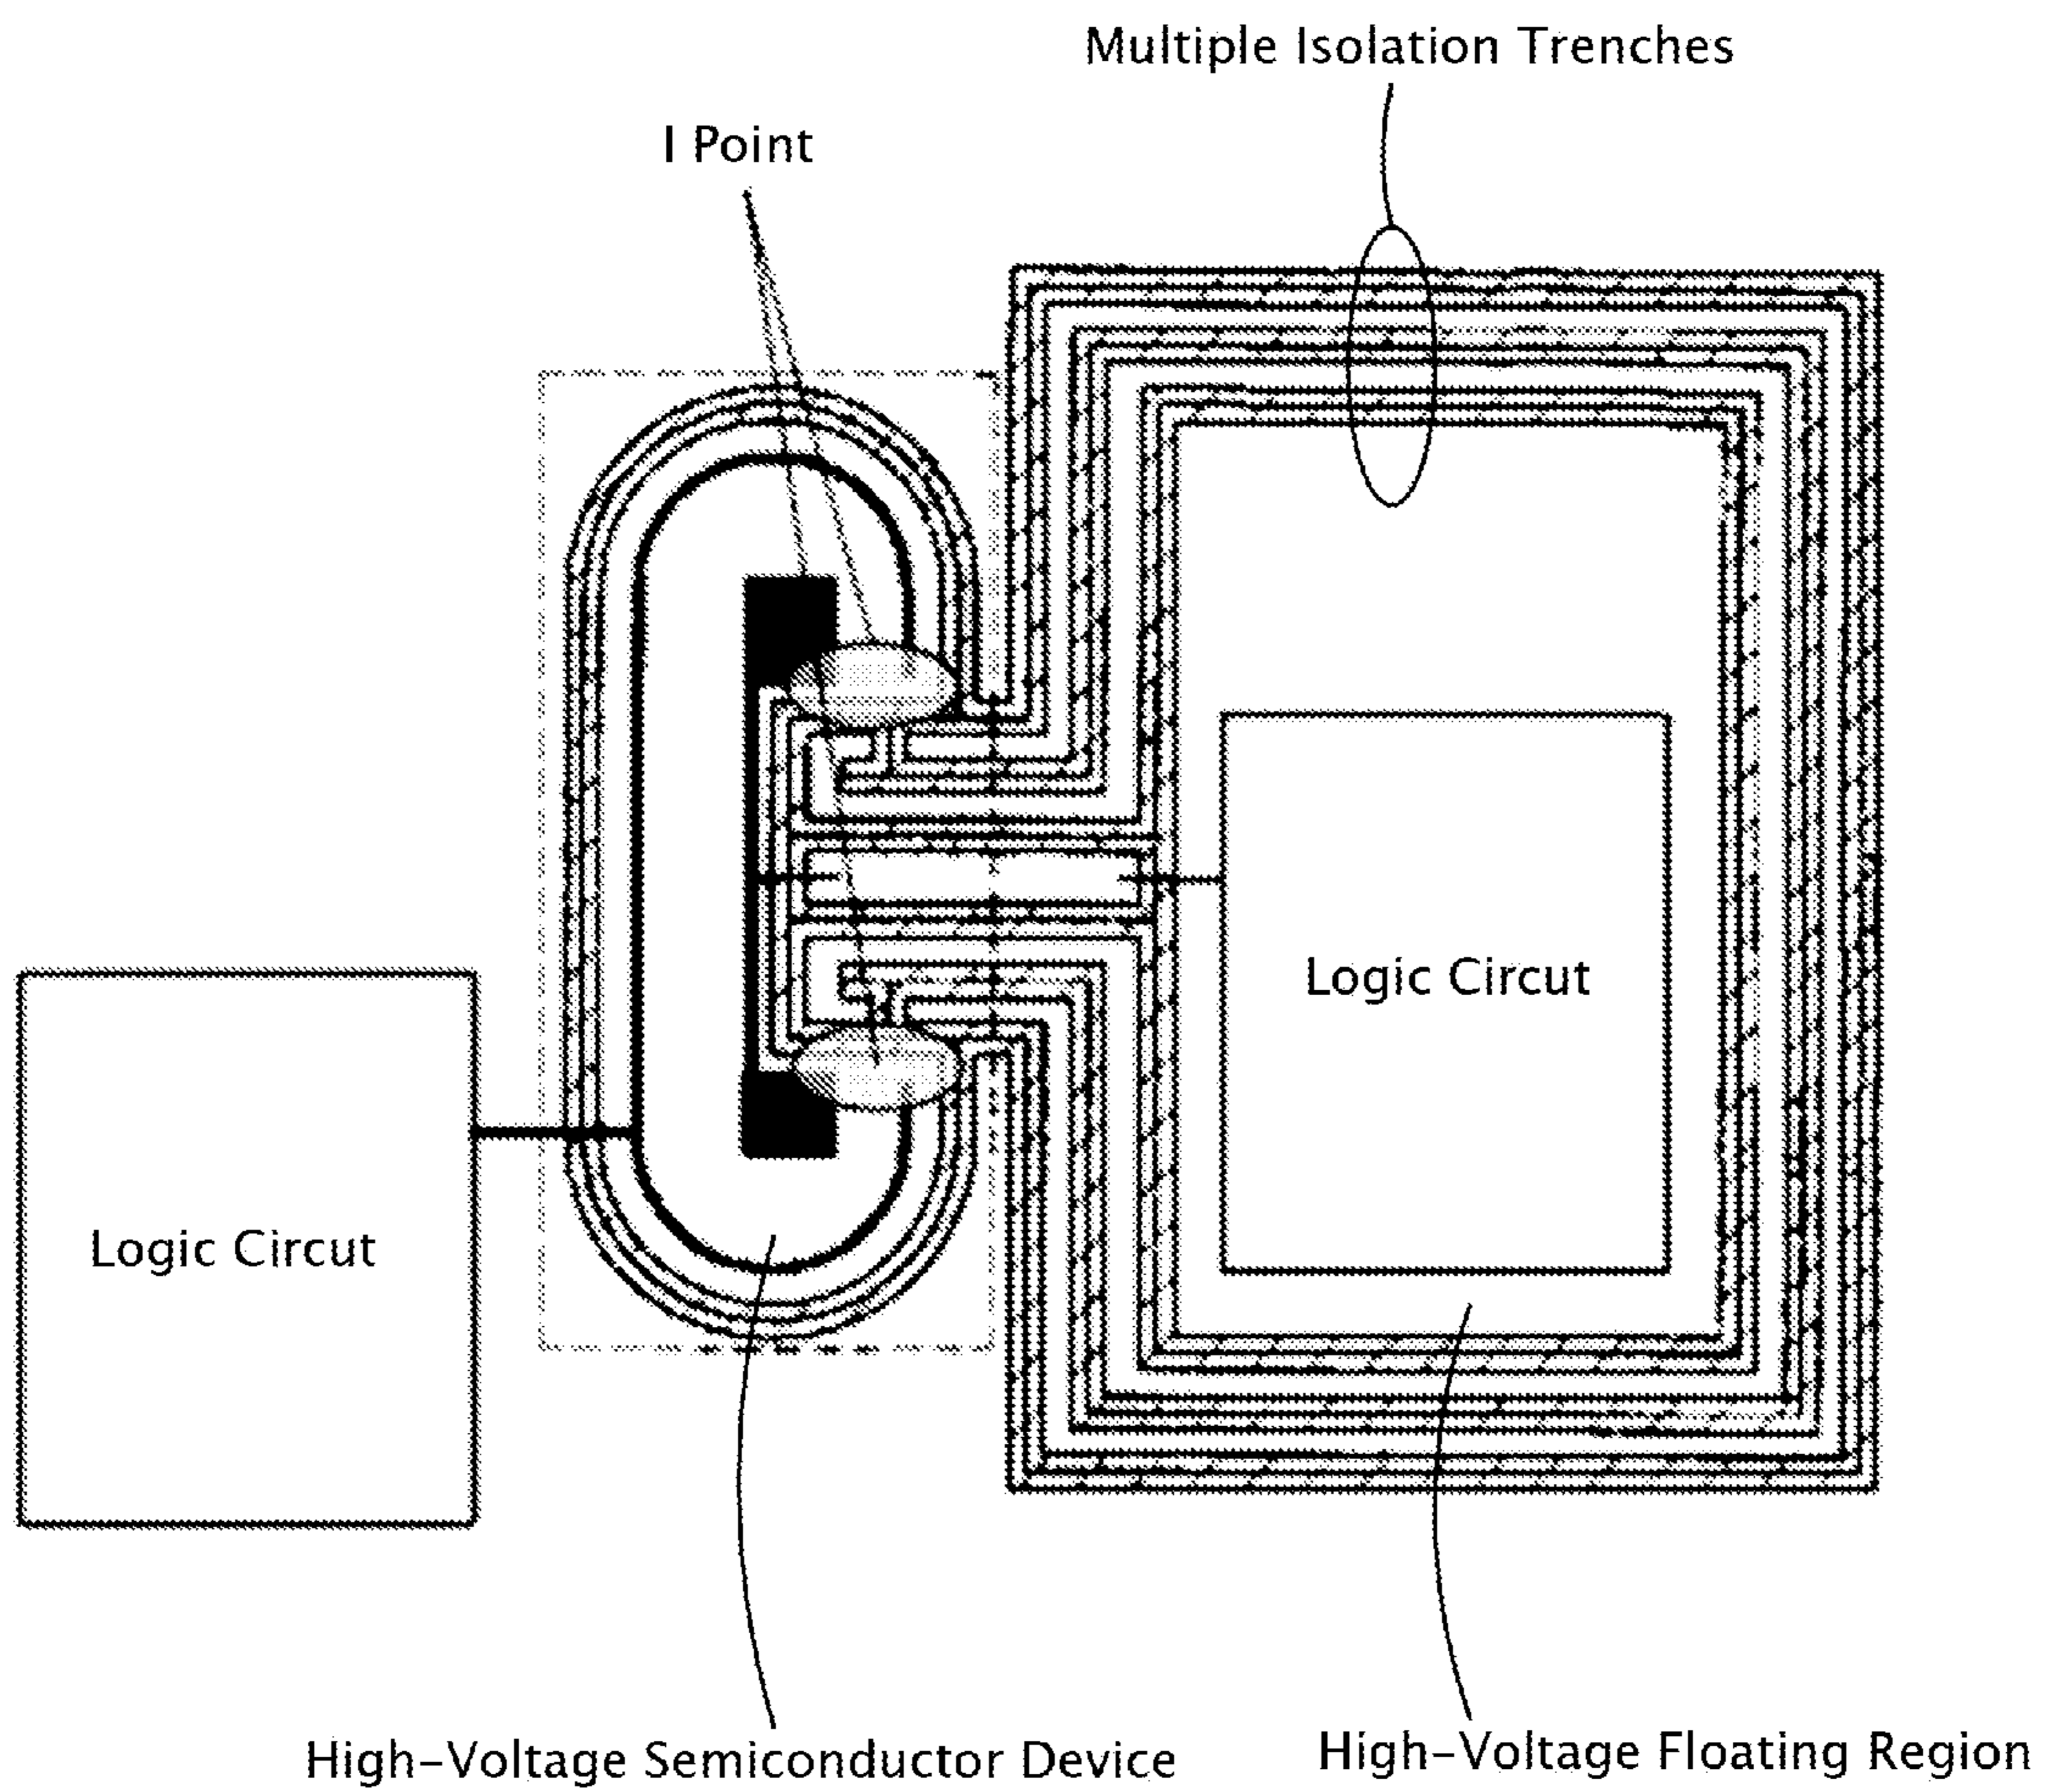 Multiple Isolation Trenches
I Point
Logic Circut
Logic Circut
High-Voltage Semiconductor Device
High-Voltage Floating Region